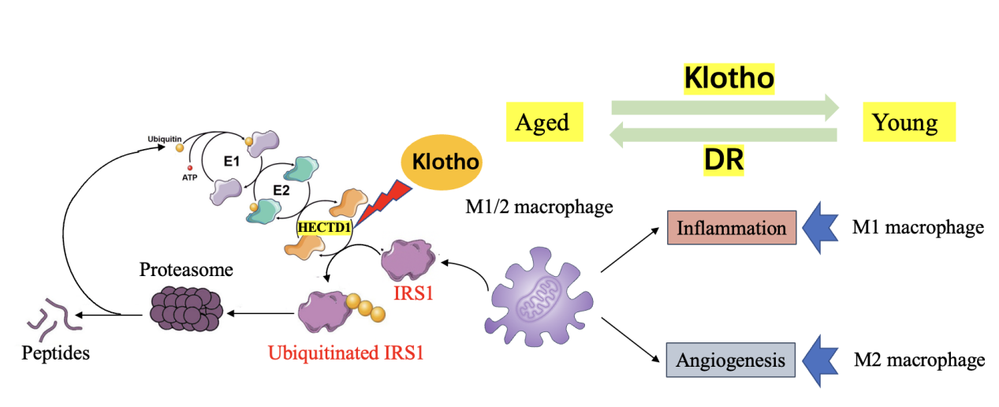 Klotho
Aged
Young
DR
Ubiquitin
ATP
E1
E2
Klotho
HECTD1
M1/2 macrophage
Inflammation
M1 macrophage
Proteasome
IRS1
Peptides
Ubiquitinated IRS1
Angiogenesis
M2 macrophage